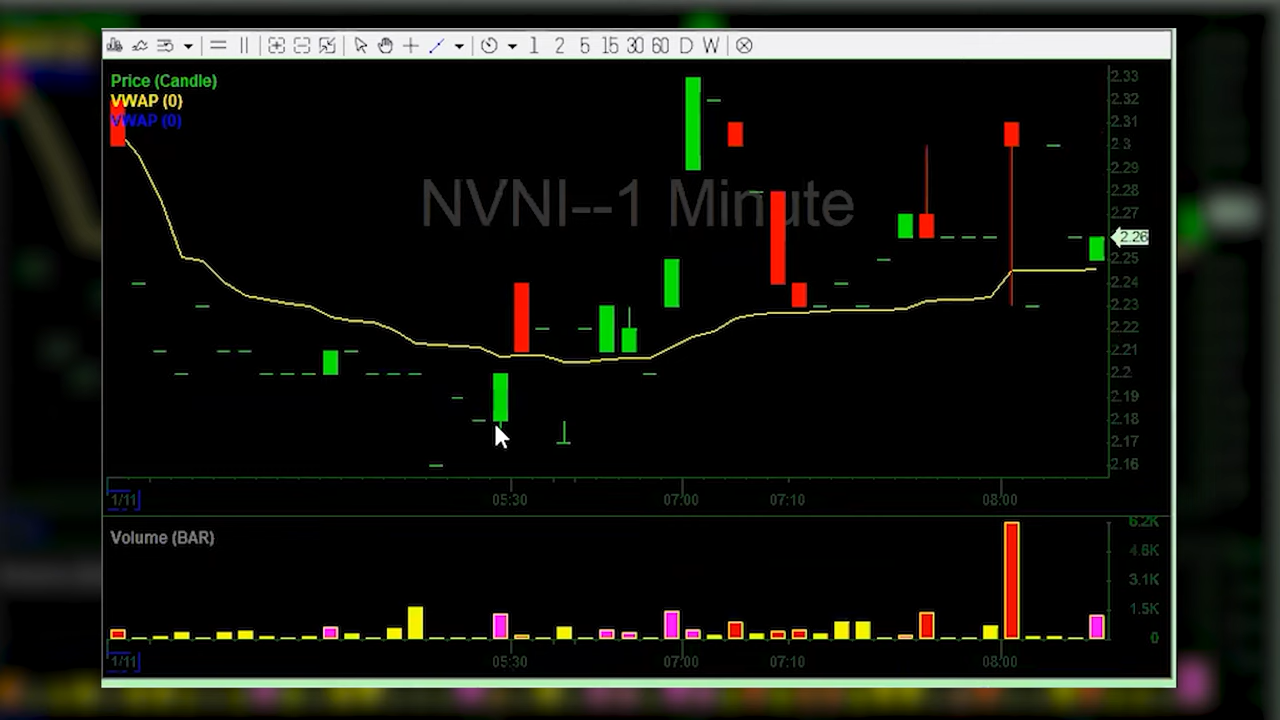 1 2 5 15 30 60 D W
Price (Candle)
VWAP (0)
VWAP (0)
NVNI--1 Minute
2.33
2.32
2.31
2.3
2.29
2.28
2.27
2.26
2.25
2.24
2.23
2.22
2.21
2.2
2.19
2.18
2.17
2.16
1/11 05:30 07:00 07:10 08:00
Volume (BAR)
6.2K
4.6K
3.1K
1.5K
0
1/11 05:30 07:00 07:10 08:00